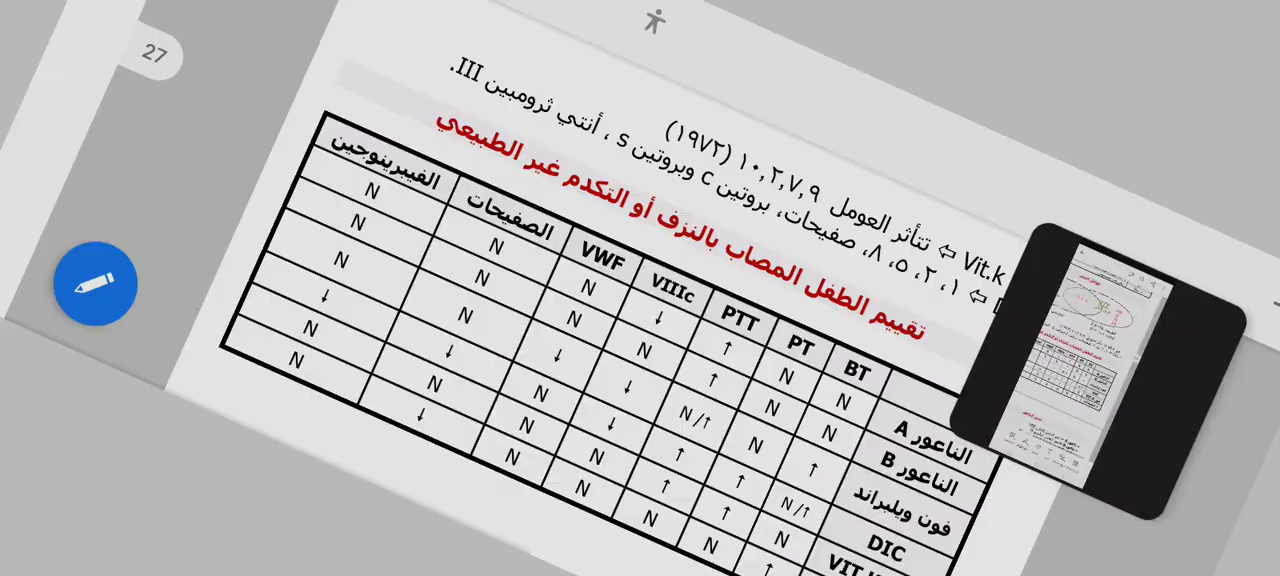 27
Vit.k ⇦ تتأثر العومل ١٠,٢,٧,٩ (١٩٧٢)
⇦ ١، ٢، ٥، ٨، صفيحات، بروتين c وبروتين s ، أنتي ثرومبين III.
تقييم الطفل المصاب بالنزف أو التكدم غير الطبيعي
BT PT PTT VIIIc VWF الصفيحات الفيبرينوجين
الناعور A N N ↑ ↓ N N N
الناعور B N N ↑ N N N N
فون ويلبراند ↑ N N/↑ ↓ ↓ N N
DIC N/↑ ↑ ↑ ↓ N ↓ ↓
VIT N ↑ ↑ N N N N
↑ N N N N ↓ N